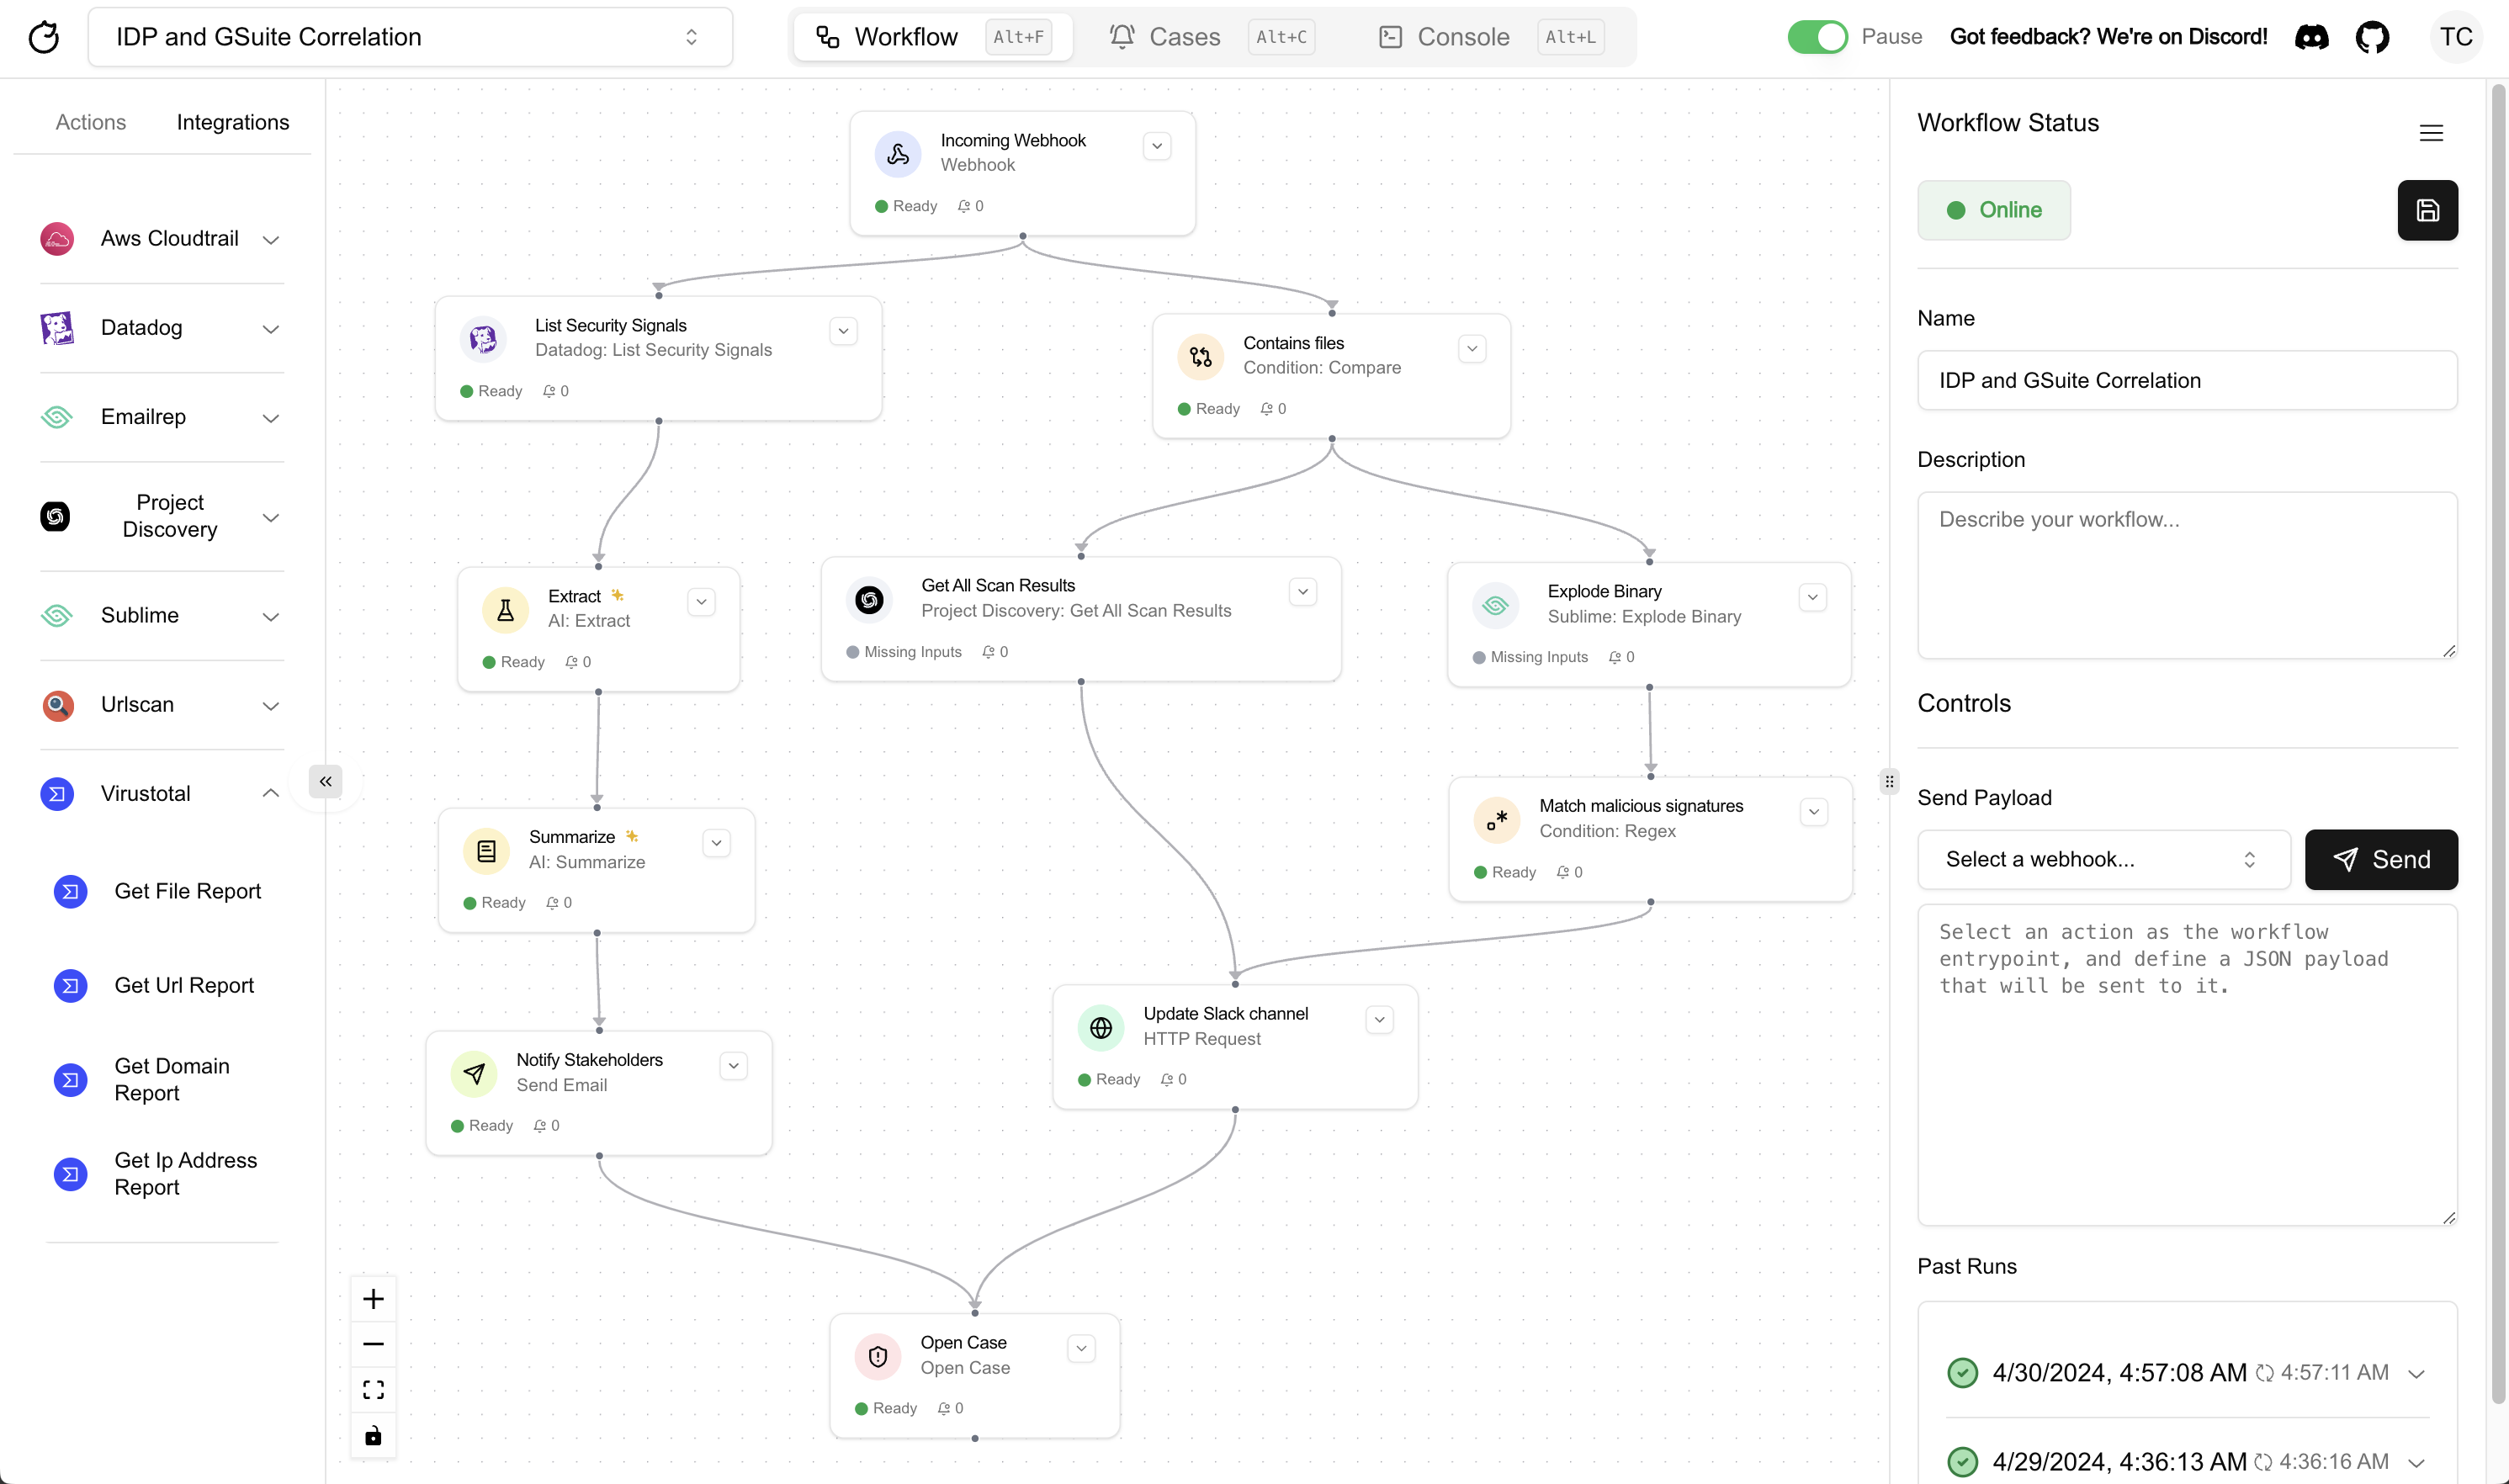 IDP and GSuite Correlation
Workflow Alt+F
Cases Alt+C
Console Alt+L
Pause
Got feedback? We're on Discord!
TC
Actions
Integrations
Aws Cloudtrail
Datadog
Emailrep
Project
Discovery
Sublime
Urlscan
Virustotal
Get File Report
Get Url Report
Get Domain
Report
Get Ip Address
Report
Incoming Webhook
Webhook
Ready 0
List Security Signals
Datadog: List Security Signals
Ready 0
Contains files
Condition: Compare
Ready 0
Extract
AI: Extract
Ready 0
Get All Scan Results
Project Discovery: Get All Scan Results
Missing Inputs 0
Explode Binary
Sublime: Explode Binary
Missing Inputs 0
Summarize
AI: Summarize
Ready 0
Match malicious signatures
Condition: Regex
Ready 0
Notify Stakeholders
Send Email
Ready 0
Update Slack channel
HTTP Request
Ready 0
Open Case
Open Case
Ready 0
Workflow Status
Online
Name
IDP and GSuite Correlation
Description
Describe your workflow...
Controls
Send Payload
Select a webhook...
Send
Select an action as the workflow
entrypoint, and define a JSON payload
that will be sent to it.
Past Runs
4/30/2024, 4:57:08 AM 4:57:11 AM
4/29/2024, 4:36:13 AM 4:36:16 AM